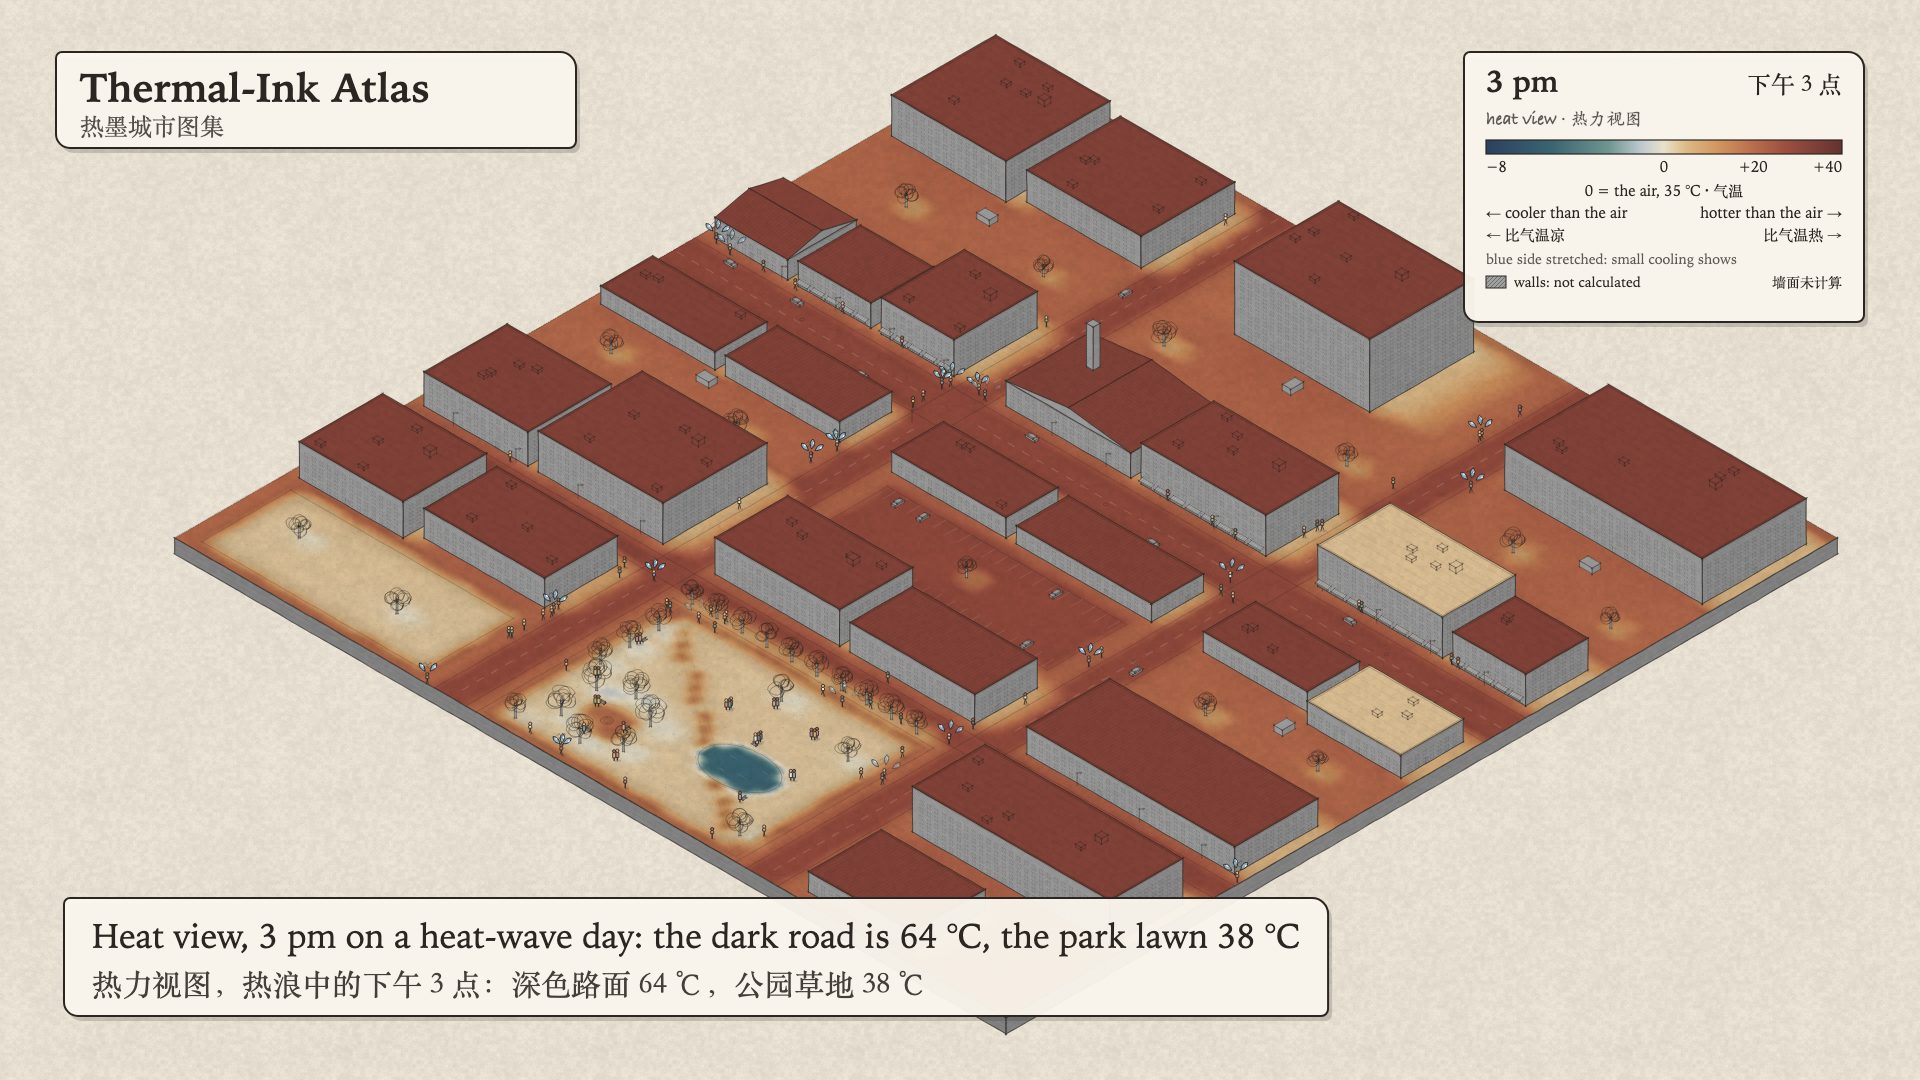 Thermal-Ink Atlas
热墨城市图集
3 pm 下午 3 点
heat view · 热力视图
−8 0 +20 +40
0 = the air, 35 °C · 气温
← cooler than the air hotter than the air →
← 比气温凉 比气温热 →
blue side stretched: small cooling shows
walls: not calculated 墙面未计算
Heat view, 3 pm on a heat-wave day: the dark road is 64 °C, the park lawn 38 °C
热力视图，热浪中的下午 3 点：深色路面 64 ℃，公园草地 38 ℃